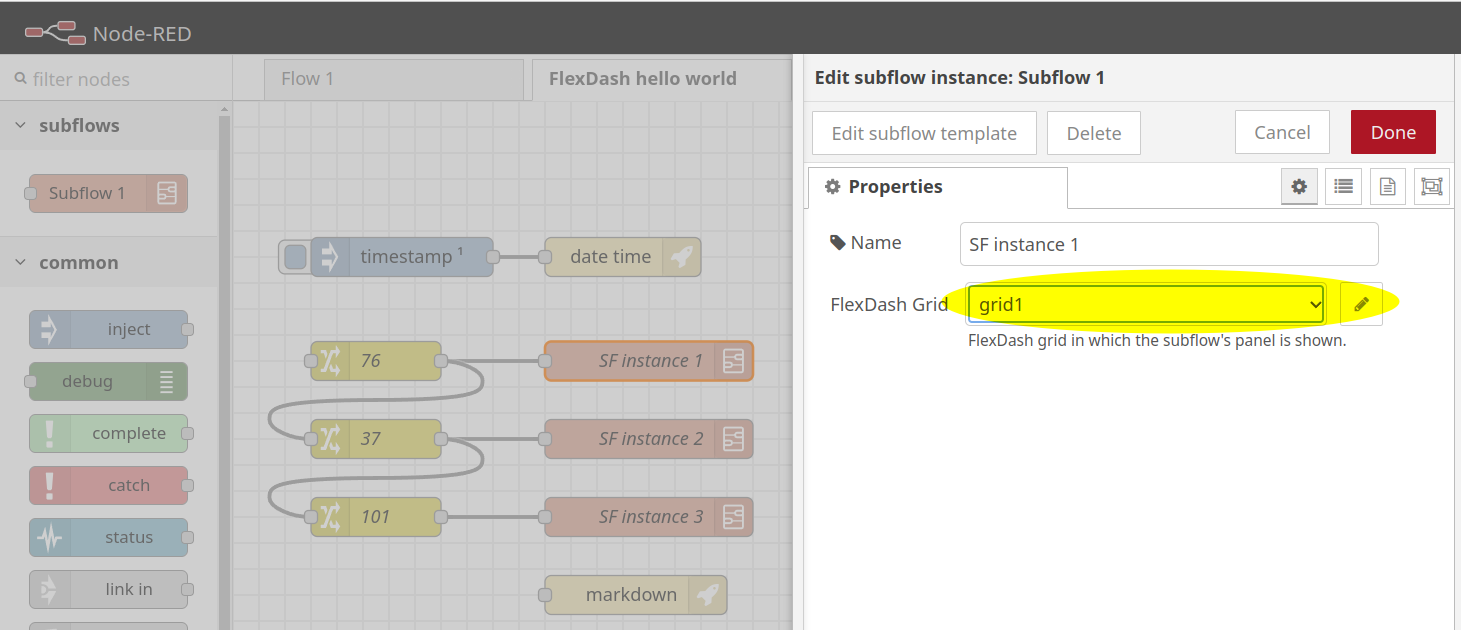 Node-RED
filter nodes
Flow 1
FlexDash hello world
subflows
Subflow 1
common
inject
debug
complete
catch
status
link in
timestamp ¹
date time
76
SF instance 1
37
SF instance 2
101
SF instance 3
markdown
Edit subflow instance: Subflow 1
Edit subflow template
Delete
Cancel
Done
Properties
Name
SF instance 1
FlexDash Grid
grid1
FlexDash grid in which the subflow's panel is shown.